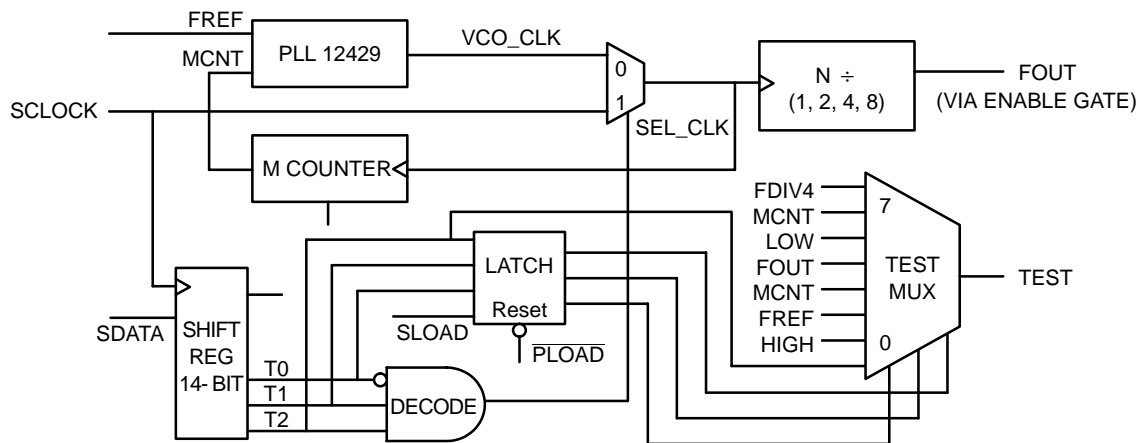 FREF
VCO_CLK
MCNT
PLL 12429
0
1
SCLOCK
SEL_CLK
N ÷
(1, 2, 4, 8)
FOUT
(VIA ENABLE GATE)
M COUNTER
FDIV4
MCNT
LOW
FOUT
MCNT
FREF
HIGH
7
TEST
MUX
0
TEST
LATCH
Reset
SLOAD
PLOAD
SDATA
SHIFT
REG
14- BIT
T0
T1
T2
DECODE